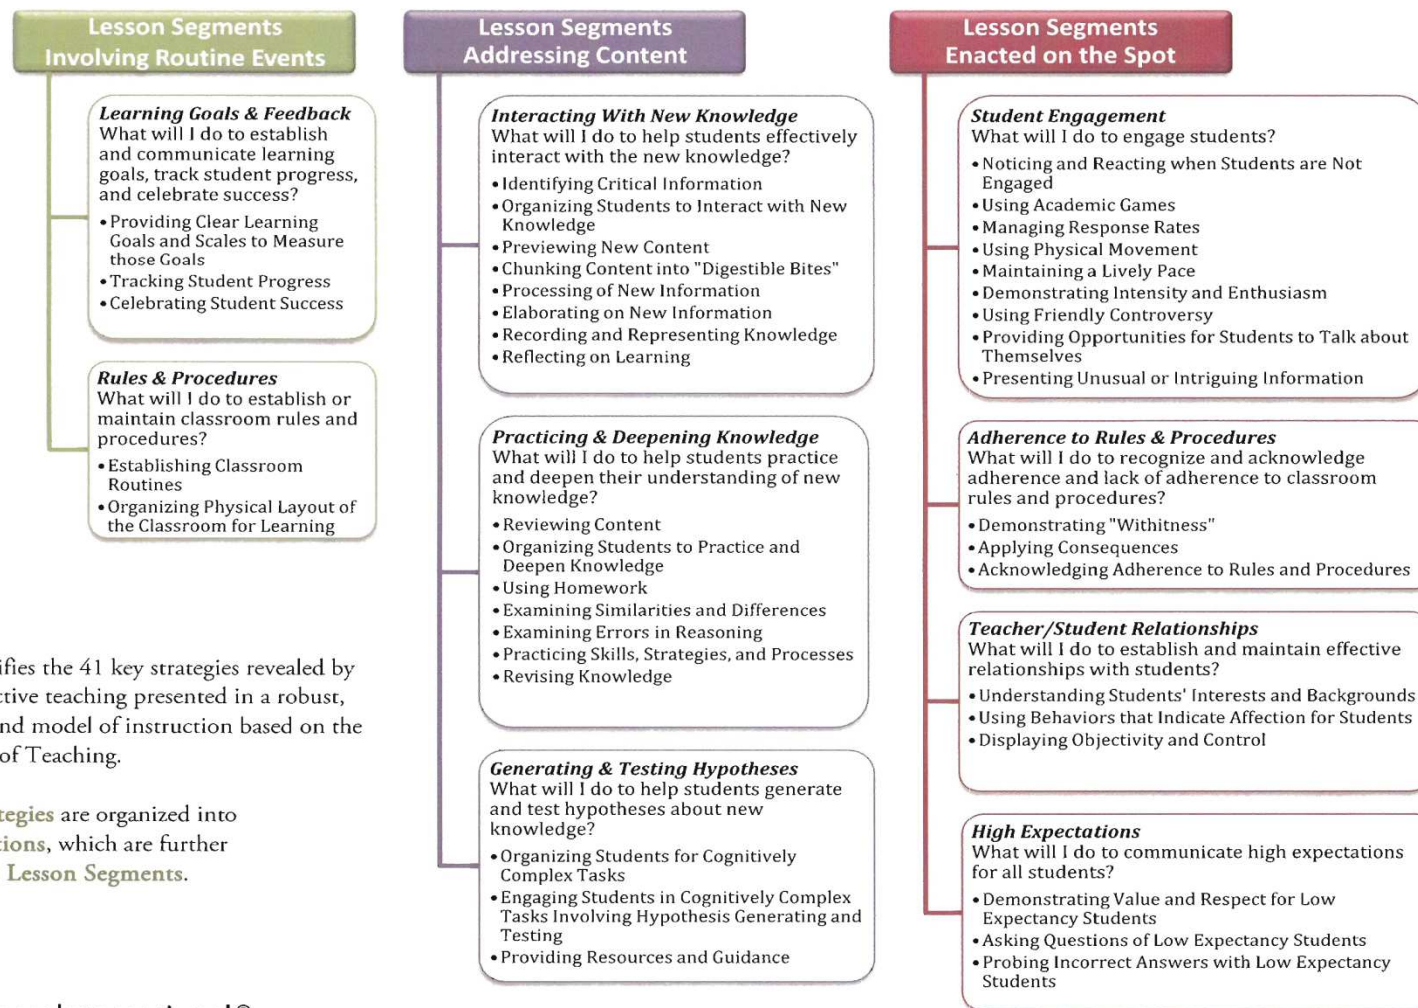 Lesson Segments
Involving Routine Events
Learning Goals & Feedback
What will I do to establish
and communicate learning
goals, track student progress,
and celebrate success?
• Providing Clear Learning
Goals and Scales to Measure
those Goals
• Tracking Student Progress
• Celebrating Student Success
Rules & Procedures
What will I do to establish or
maintain classroom rules and
procedures?
• Establishing Classroom
Routines
• Organizing Physical Layout of
the Classroom for Learning
ifies the 41 key strategies revealed by
ctive teaching presented in a robust,
nd model of instruction based on the
of Teaching.
tegies are organized into
tions, which are further
Lesson Segments.
Lesson Segments
Addressing Content
Interacting With New Knowledge
What will I do to help students effectively
interact with the new knowledge?
• Identifying Critical Information
• Organizing Students to Interact with New
Knowledge
• Previewing New Content
• Chunking Content into "Digestible Bites"
• Processing of New Information
• Elaborating on New Information
• Recording and Representing Knowledge
• Reflecting on Learning
Practicing & Deepening Knowledge
What will I do to help students practice
and deepen their understanding of new
knowledge?
• Reviewing Content
• Organizing Students to Practice and
Deepen Knowledge
• Using Homework
• Examining Similarities and Differences
• Examining Errors in Reasoning
• Practicing Skills, Strategies, and Processes
• Revising Knowledge
Generating & Testing Hypotheses
What will I do to help students generate
and test hypotheses about new
knowledge?
• Organizing Students for Cognitively
Complex Tasks
• Engaging Students in Cognitively Complex
Tasks Involving Hypothesis Generating and
Testing
• Providing Resources and Guidance
Lesson Segments
Enacted on the Spot
Student Engagement
What will I do to engage students?
• Noticing and Reacting when Students are Not
Engaged
• Using Academic Games
• Managing Response Rates
• Using Physical Movement
• Maintaining a Lively Pace
• Demonstrating Intensity and Enthusiasm
• Using Friendly Controversy
• Providing Opportunities for Students to Talk about
Themselves
• Presenting Unusual or Intriguing Information
Adherence to Rules & Procedures
What will I do to recognize and acknowledge
adherence and lack of adherence to classroom
rules and procedures?
• Demonstrating "Withitness"
• Applying Consequences
• Acknowledging Adherence to Rules and Procedures
Teacher/Student Relationships
What will I do to establish and maintain effective
relationships with students?
• Understanding Students' Interests and Backgrounds
• Using Behaviors that Indicate Affection for Students
• Displaying Objectivity and Control
High Expectations
What will I do to communicate high expectations
for all students?
• Demonstrating Value and Respect for Low
Expectancy Students
• Asking Questions of Low Expectancy Students
• Probing Incorrect Answers with Low Expectancy
Students